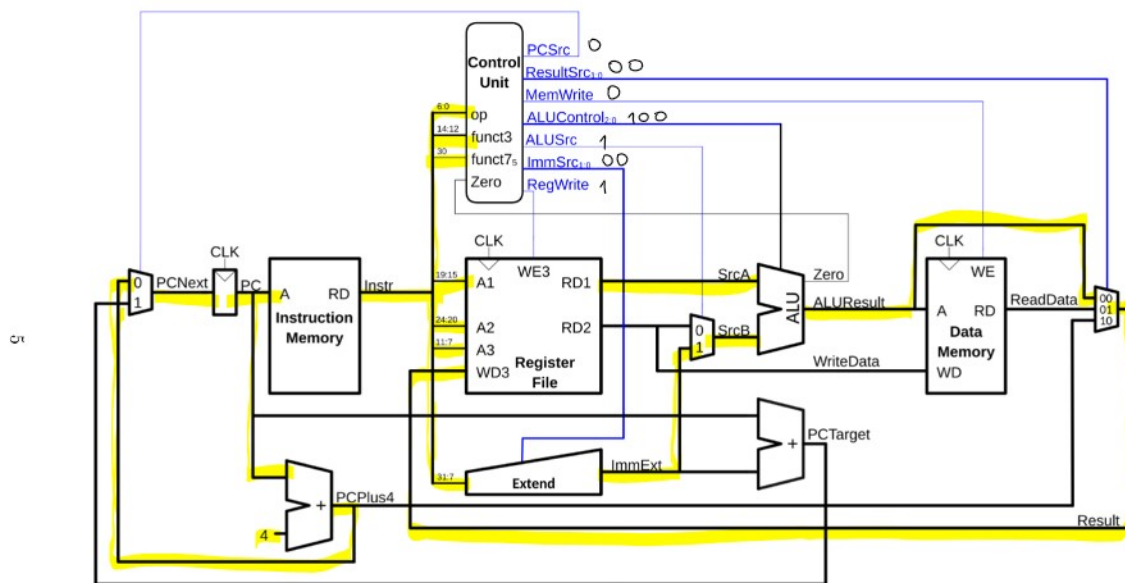 PCSrc 0
Control Unit
ResultSrc1:0 00
MemWrite 0
6:0 op
ALUControl2:0 100
14:12 funct3
ALUSrc 1
30 funct75
ImmSrc1:0 00
Zero
RegWrite 1
CLK
CLK
CLK
0
1
PCNext
PC
A
RD
Instruction Memory
Instr
19:15 A1
WE3
RD1
24:20 A2
RD2
11:7 A3
WD3
Register File
SrcA
0
1
SrcB
ALU
Zero
ALUResult
WE
A
RD
Data Memory
WD
ReadData
00
01
10
WriteData
5
+
PCTarget
31:7
Extend
ImmExt
+
PCPlus4
4
Result